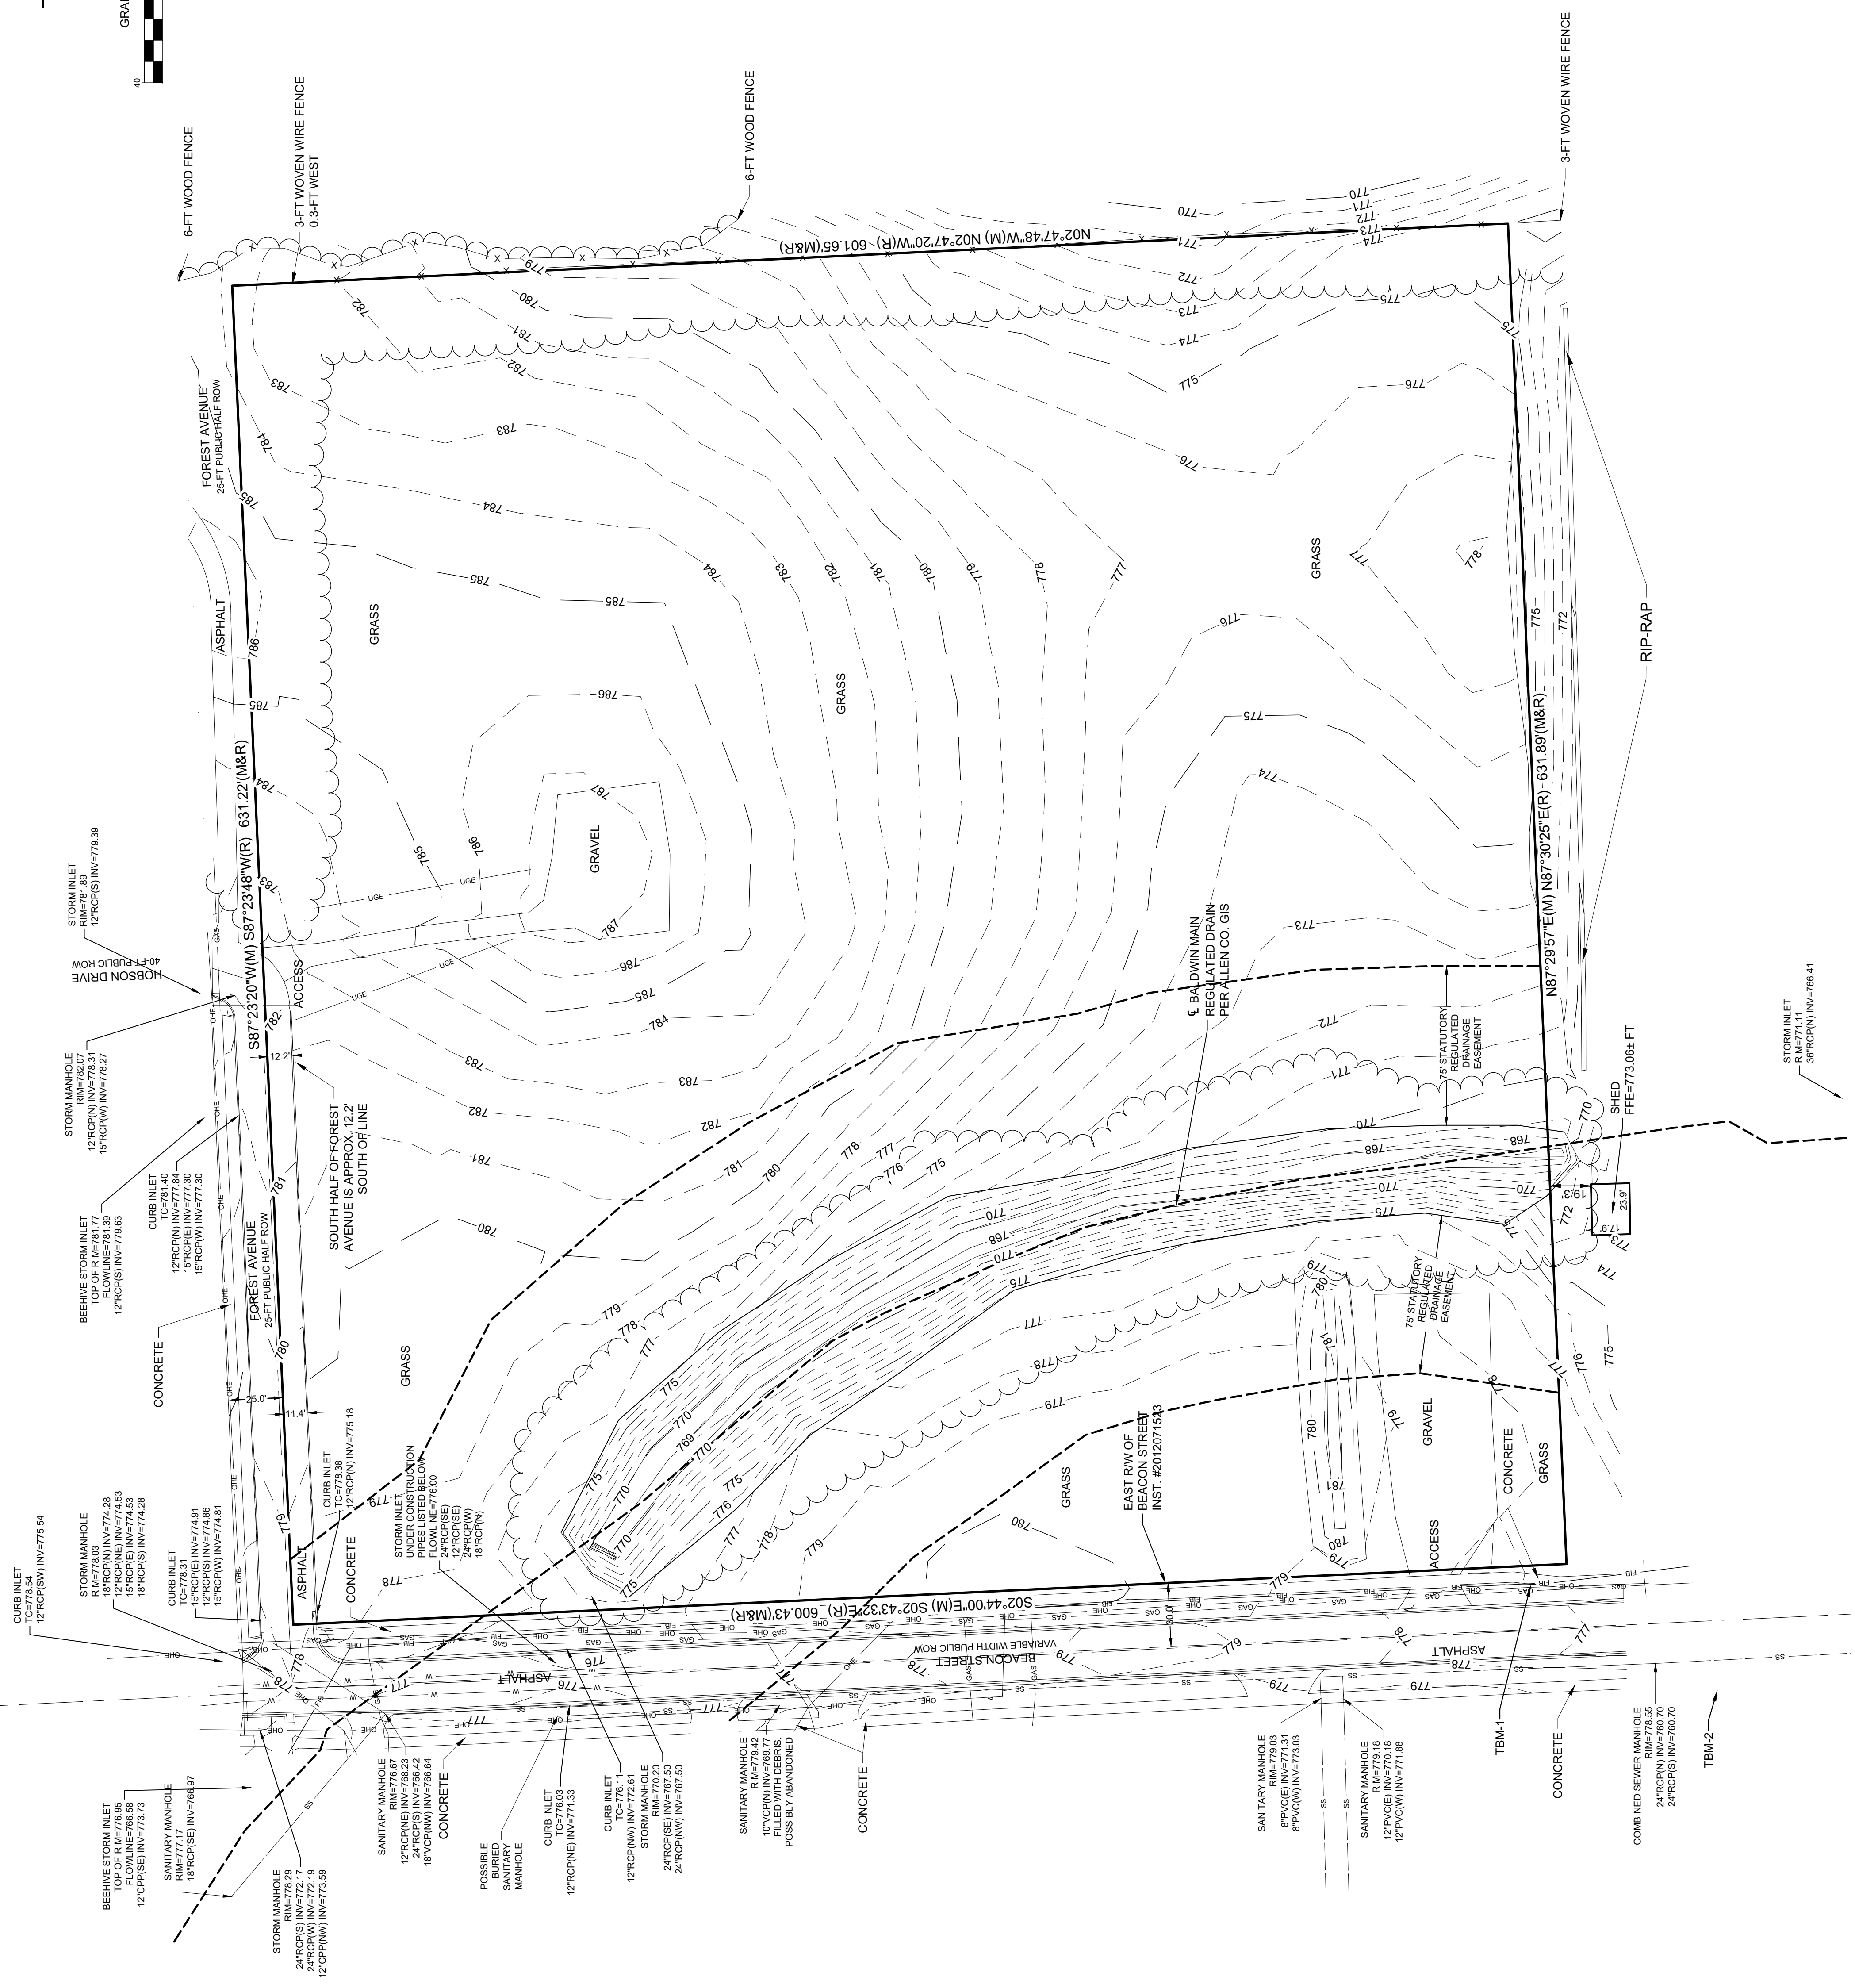 GRAP
40
6-FT WOOD FENCE
3-FT WOVEN WIRE FENCE
0.3-FT WEST
6-FT WOOD FENCE
3-FT WOVEN WIRE FENCE
N02°47'48"W(M) N02°47'20"W(R) 601.65'(M&R)
FOREST AVENUE
25-FT PUBLIC HALF ROW
ASPHALT
GRASS
GRASS
GRASS
RIP-RAP
GRAVEL
UGE
UGE
UGE
UGE
S87°23'20"W(M) S87°23'48"W(R) 631.22'(M&R)
N87°29'57"E(M) N87°30'25"E(R) 631.89'(M&R)
STORM INLET
RIM=781.89
12"RCP(S) INV=779.39
HOBSON DRIVE
40-FT PUBLIC ROW
STORM MANHOLE
RIM=782.07
12"RCP(N) INV=778.31
15"RCP(W) INV=778.27
ACCESS
12.2'
SOUTH HALF OF FOREST
AVENUE IS APPROX. 12.2'
SOUTH OF LINE
BEEHIVE STORM INLET
TOP OF RIM=781.77
FLOWLINE=781.39
12"RCP(S) INV=779.63
CURB INLET
TC=781.40
12"RCP(N) INV=777.84
15"RCP(E) INV=777.30
15"RCP(W) INV=777.30
FOREST AVENUE
25-FT PUBLIC HALF ROW
CONCRETE
25.0'
11.4'
GRASS
℄ BALDWIN MAIN
REGULATED DRAIN
PER ALLEN CO. GIS
75' STATUTORY
REGULATED
DRAINAGE
EASEMENT
STORM INLET
RIM=771.11
36"RCP(N) INV=766.41
SHED
FFE=773.06± FT
19.3'
23.9'
17.9'
75' STATUTORY
REGULATED
DRAINAGE
EASEMENT
GRAVEL
CONCRETE
GRASS
ACCESS
GRASS
EAST R/W OF
BEACON STREET
INST. #2012071523
30.0'
CURB INLET
TC=778.54
12"RCP(SW) INV=775.54
STORM MANHOLE
RIM=778.03
18"RCP(N) INV=774.28
12"RCP(NE) INV=774.53
15"RCP(E) INV=774.53
18"RCP(S) INV=774.28
CURB INLET
TC=778.31
15"RCP(E) INV=774.91
12"RCP(S) INV=774.86
15"RCP(W) INV=774.81
ASPHALT
CURB INLET
TC=778.38
12"RCP(N) INV=775.18
CONCRETE
STORM INLET
UNDER CONSTRUCTION
PIPES LISTED BELOW
FLOWLINE=776.00
24"RCP(SE)
12"RCP(SE)
24"RCP(W)
18"RCP(N)
S02°44'00"E(M) S02°43'32"E(R) 600.43'(M&R)
BEACON STREET
VARIABLE WIDTH PUBLIC ROW
ASPHALT
ASPHALT
BEEHIVE STORM INLET
TOP OF RIM=776.95
FLOWLINE=766.58
12"CPP(SE) INV=773.73
SANITARY MANHOLE
RIM=777.17
18"RCP(SE) INV=766.97
STORM MANHOLE
RIM=778.29
24"RCP(S) INV=772.17
24"RCP(W) INV=772.19
12"CPP(NW) INV=773.59
SANITARY MANHOLE
RIM=776.67
12"RCP(NE) INV=768.23
24"RCP(S) INV=766.42
18"VCP(NW) INV=766.64
CONCRETE
POSSIBLE
BURIED
SANITARY
MANHOLE
CURB INLET
TC=776.03
12"RCP(NE) INV=771.33
CURB INLET
TC=776.11
12"RCP(NW) INV=772.61
STORM MANHOLE
RIM=770.20
24"RCP(SE) INV=767.50
24"RCP(NW) INV=767.50
SANITARY MANHOLE
RIM=779.42
10"VCP(N) INV=769.77
FILLED WITH DEBRIS,
POSSIBLY ABANDONED
CONCRETE
SANITARY MANHOLE
RIM=779.03
8"PVC(E) INV=771.31
8"PVC(W) INV=773.03
SANITARY MANHOLE
RIM=779.18
12"PVC(E) INV=770.18
12"PVC(W) INV=771.88
TBM-1
CONCRETE
COMBINED SEWER MANHOLE
RIM=778.55
24"RCP(N) INV=760.70
24"RCP(S) INV=760.70
TBM-2